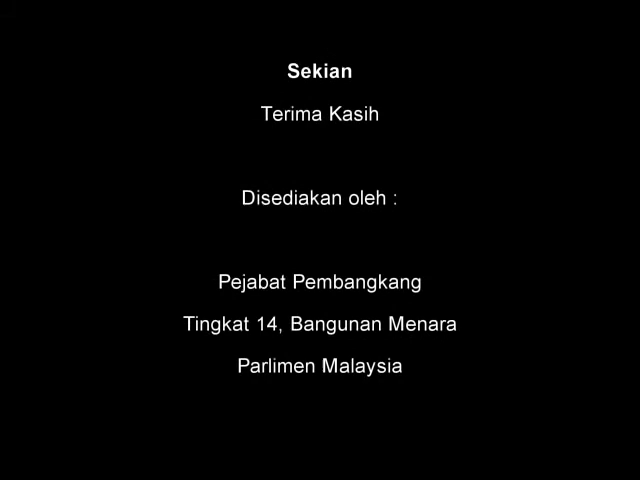 Sekian
Terima Kasih
Disediakan oleh :
Pejabat Pembangkang
Tingkat 14, Bangunan Menara
Parlimen Malaysia